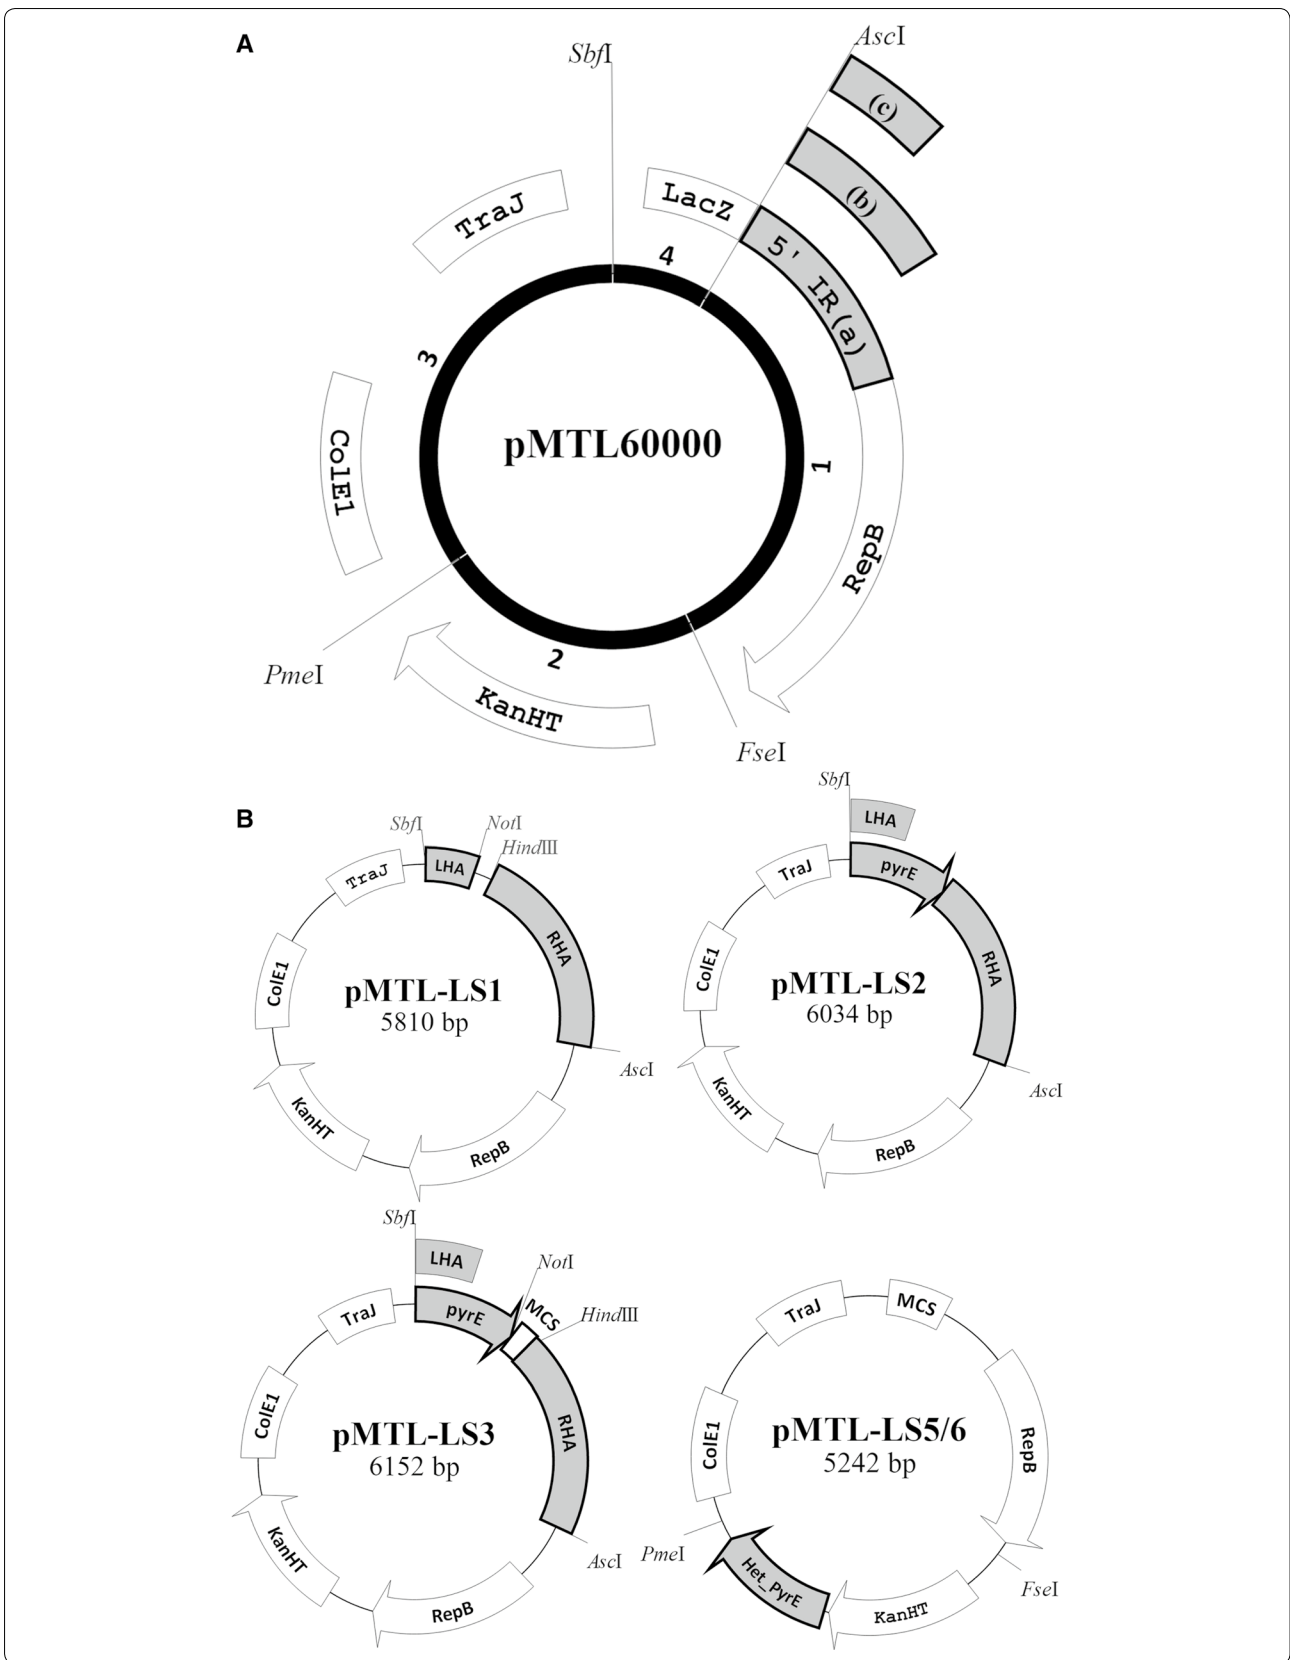 A
SbfI
AscI
(c)
(b)
TraJ
LacZ
5' IR(a)
4
3
1
2
ColE1
pMTL60000
RepB
PmeI
KanHT
FseI
B
SbfI
NotI
HindIII
LHA
TraJ
RHA
ColE1
pMTL-LS1
5810 bp
AscI
KanHT
RepB
SbfI
LHA
pyrE
TraJ
RHA
ColE1
pMTL-LS2
6034 bp
AscI
KanHT
RepB
SbfI
LHA
NotI
MCS
HindIII
pyrE
TraJ
ColE1
RHA
pMTL-LS3
6152 bp
AscI
KanHT
RepB
TraJ
MCS
ColE1
RepB
pMTL-LS5/6
5242 bp
PmeI
Het_PyrE
KanHT
FseI